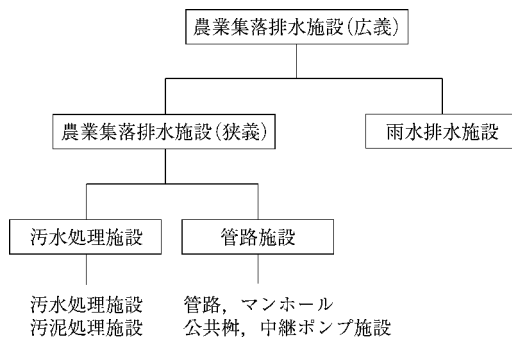 農業集落排水施設(広義)
農業集落排水施設(狭義)
雨水排水施設
汚水処理施設
管路施設
汚水処理施設
汚泥処理施設
管路,マンホール
公共桝,中継ポンプ施設